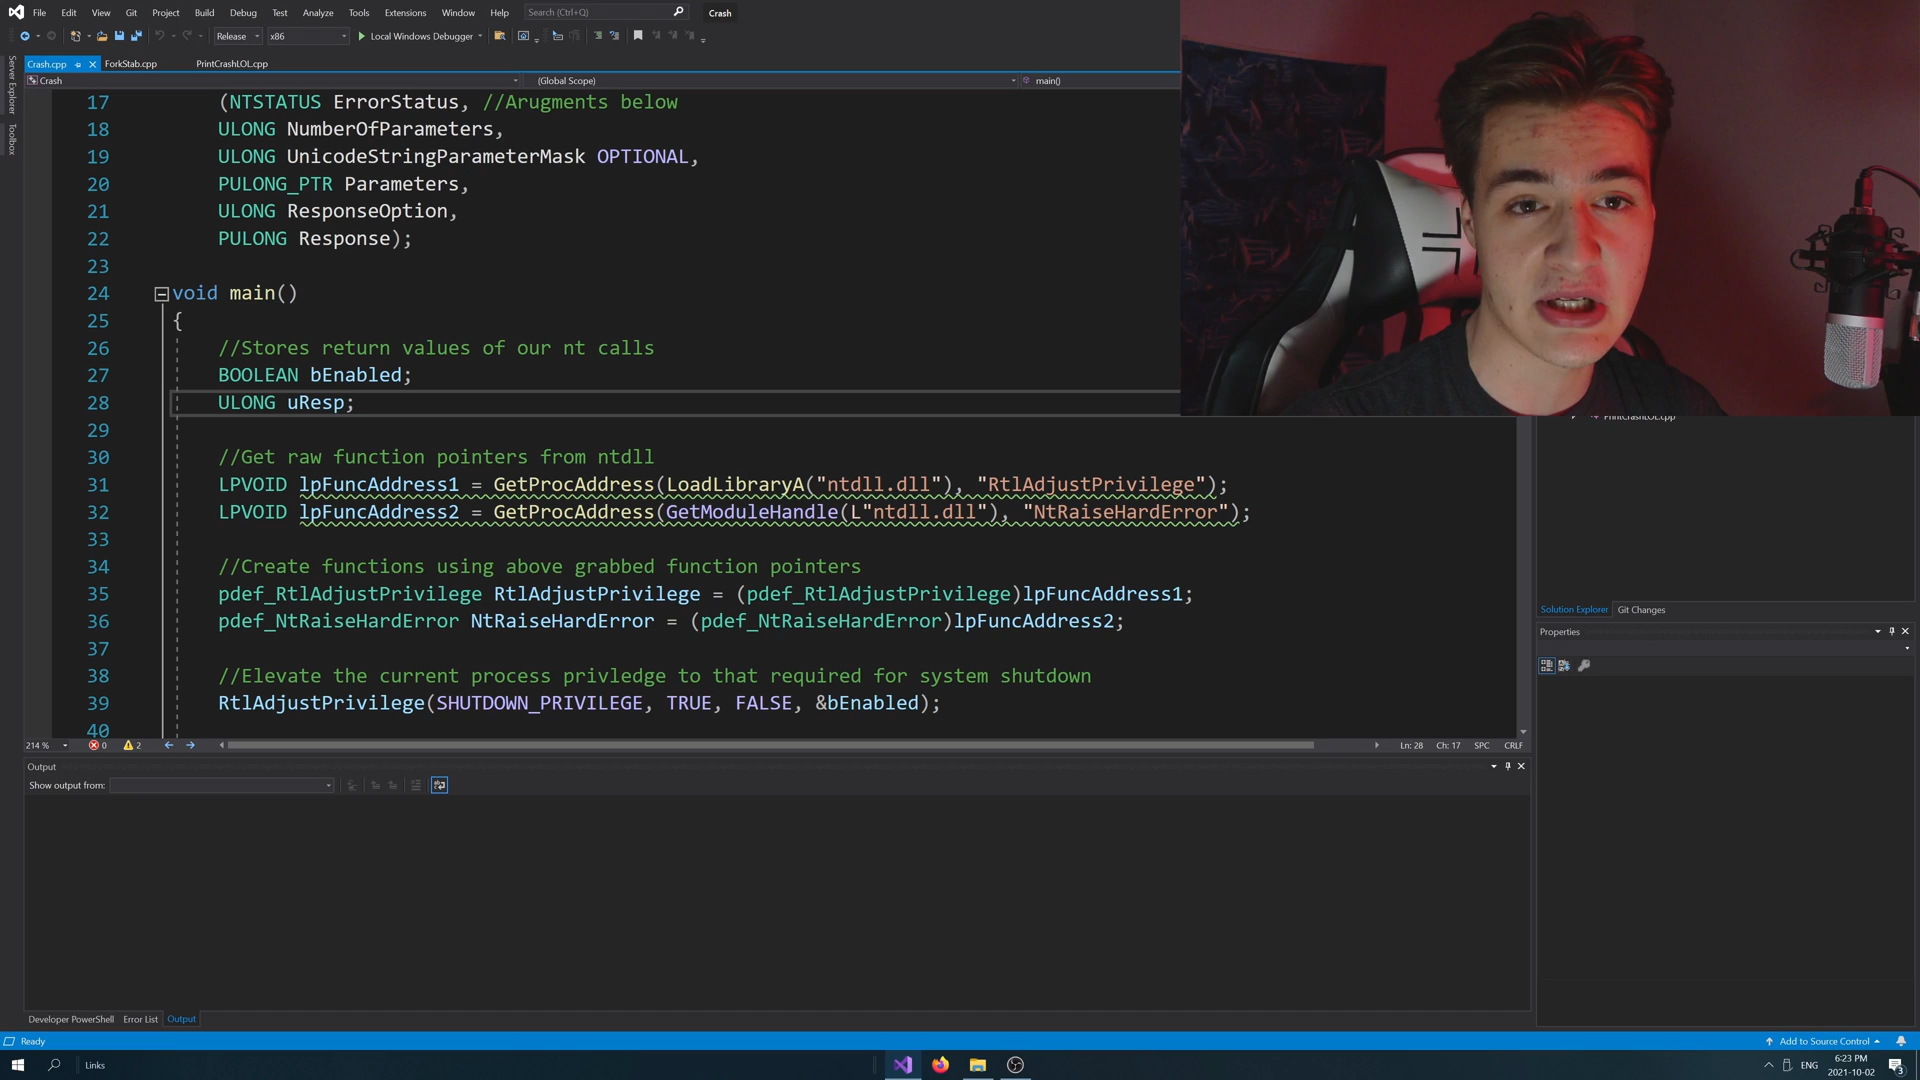 File Edit View Git Project Build Debug Test Analyze Tools Extensions Window Help Search (Ctrl+Q) Crash
Release x86 Local Windows Debugger
Crash.cpp ForkStab.cpp PrintCrashLOL.cpp
Crash (Global Scope) main()
Server Explorer
Toolbox
17 (NTSTATUS ErrorStatus, //Arugments below
18 ULONG NumberOfParameters,
19 ULONG UnicodeStringParameterMask OPTIONAL,
20 PULONG_PTR Parameters,
21 ULONG ResponseOption,
22 PULONG Response);
23
24 void main()
25 {
26 //Stores return values of our nt calls
27 BOOLEAN bEnabled;
28 ULONG uResp;
29
30 //Get raw function pointers from ntdll
31 LPVOID lpFuncAddress1 = GetProcAddress(LoadLibraryA("ntdll.dll"), "RtlAdjustPrivilege");
32 LPVOID lpFuncAddress2 = GetProcAddress(GetModuleHandle(L"ntdll.dll"), "NtRaiseHardError");
33
34 //Create functions using above grabbed function pointers
35 pdef_RtlAdjustPrivilege RtlAdjustPrivilege = (pdef_RtlAdjustPrivilege)lpFuncAddress1;
36 pdef_NtRaiseHardError NtRaiseHardError = (pdef_NtRaiseHardError)lpFuncAddress2;
37
38 //Elevate the current process privledge to that required for system shutdown
39 RtlAdjustPrivilege(SHUTDOWN_PRIVILEGE, TRUE, FALSE, &bEnabled);
40
214 % 0 2 Ln: 28 Ch: 17 SPC CRLF
PrintCrashLOL.cpp
Solution Explorer Git Changes
Properties
Output
Show output from:
Developer PowerShell Error List Output
Ready Add to Source Control
Links ENG 6:23 PM
2021-10-02 3